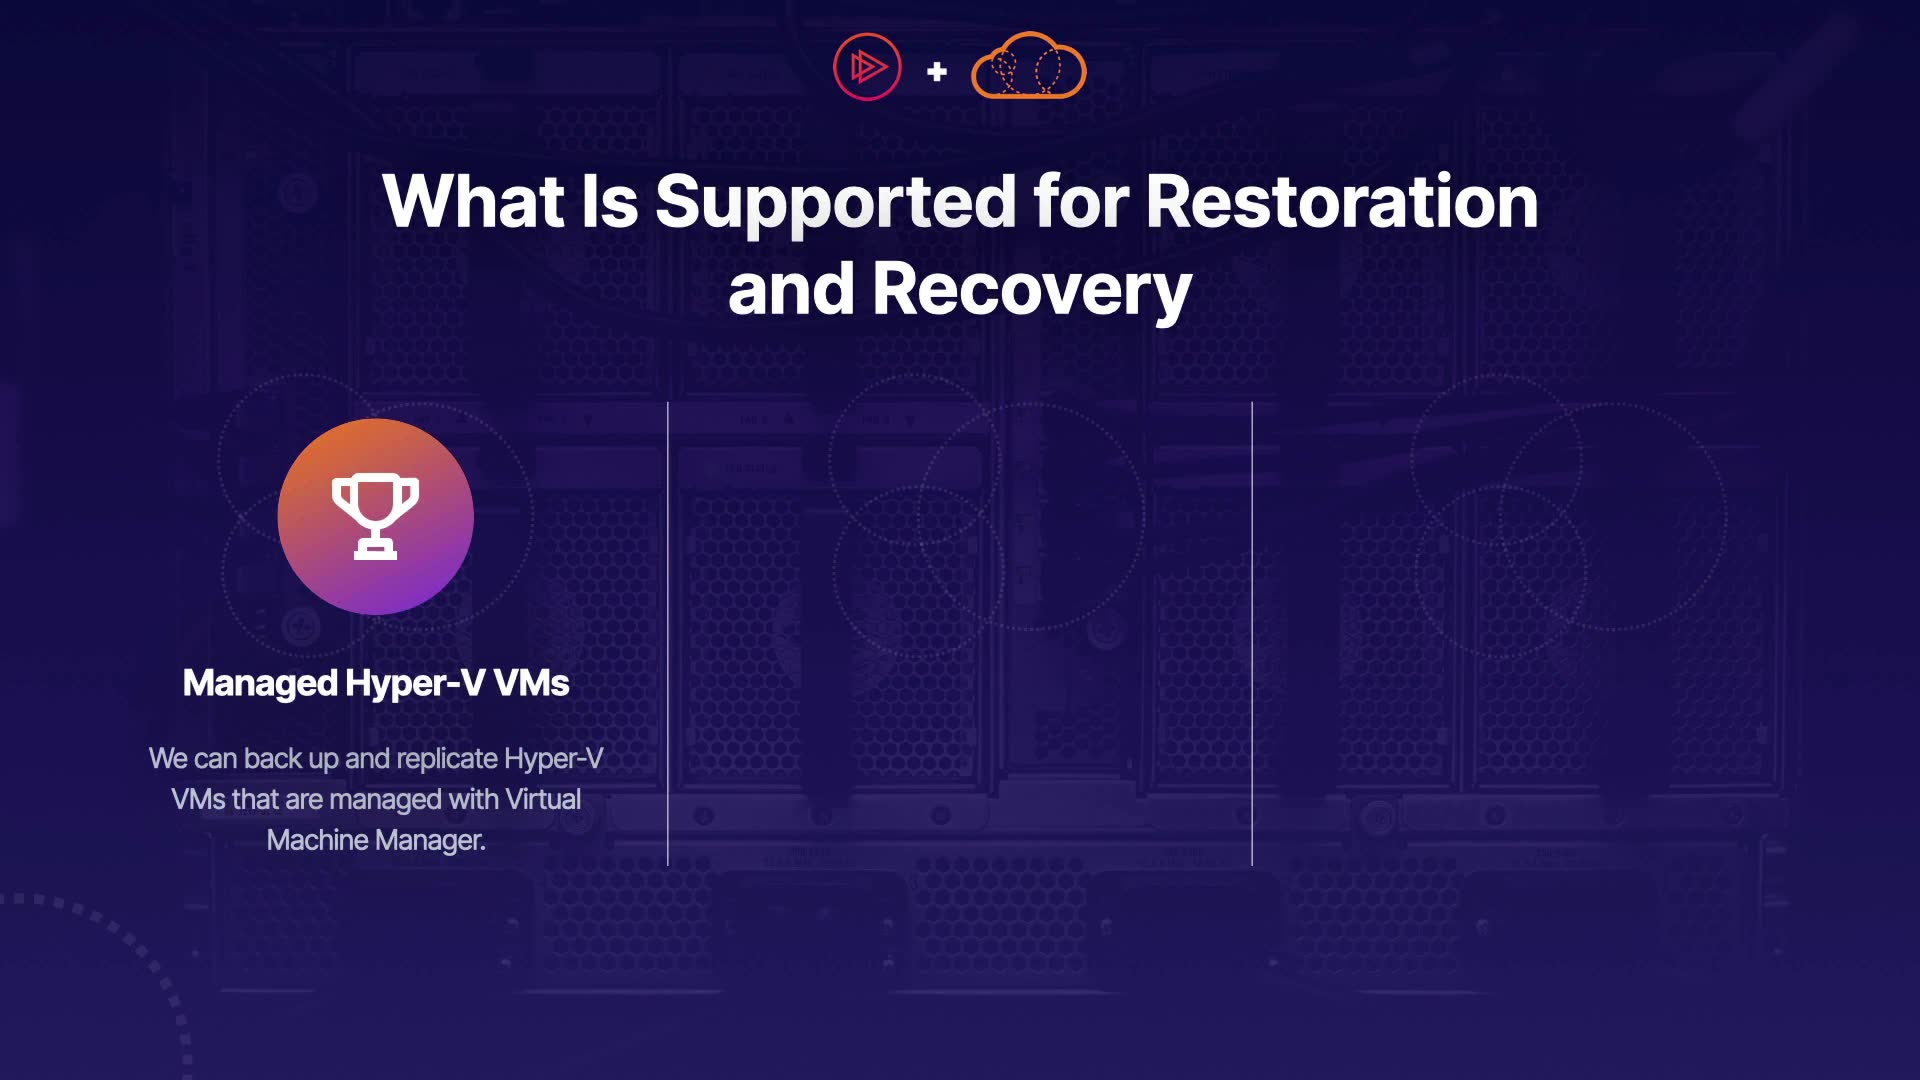 What Is Supported for Restoration
and Recovery
Managed Hyper-V VMs
We can back up and replicate Hyper-V
VMs that are managed with Virtual
Machine Manager.